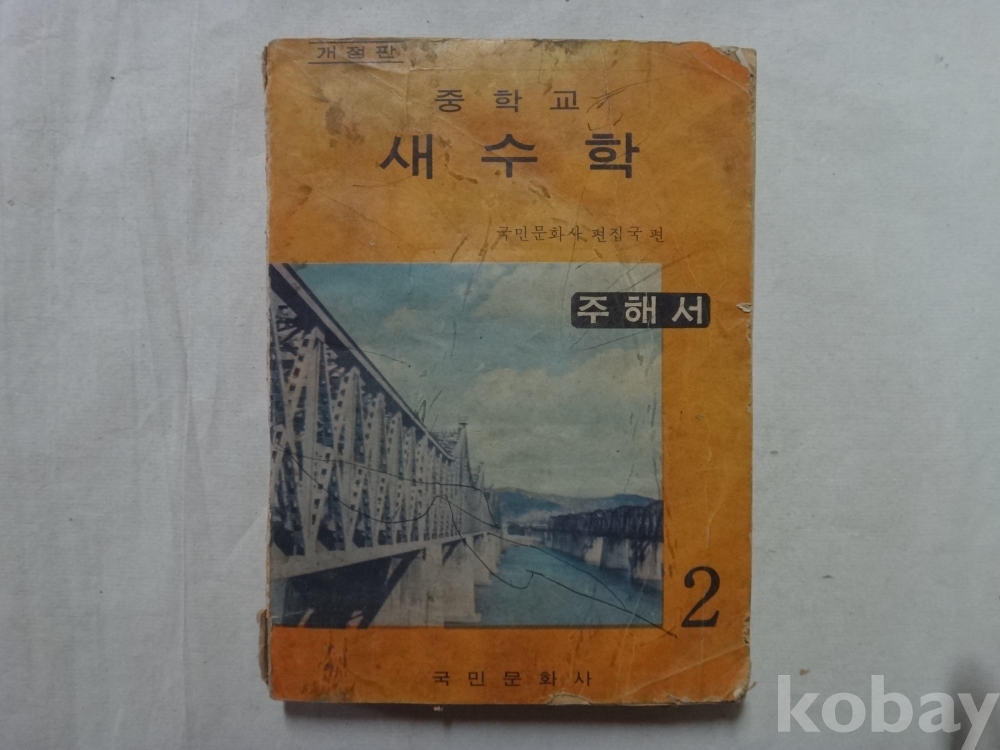 개정판
중학교
새수학
국민문화사 편집국 편
주해서
2
국민문화사
kobay